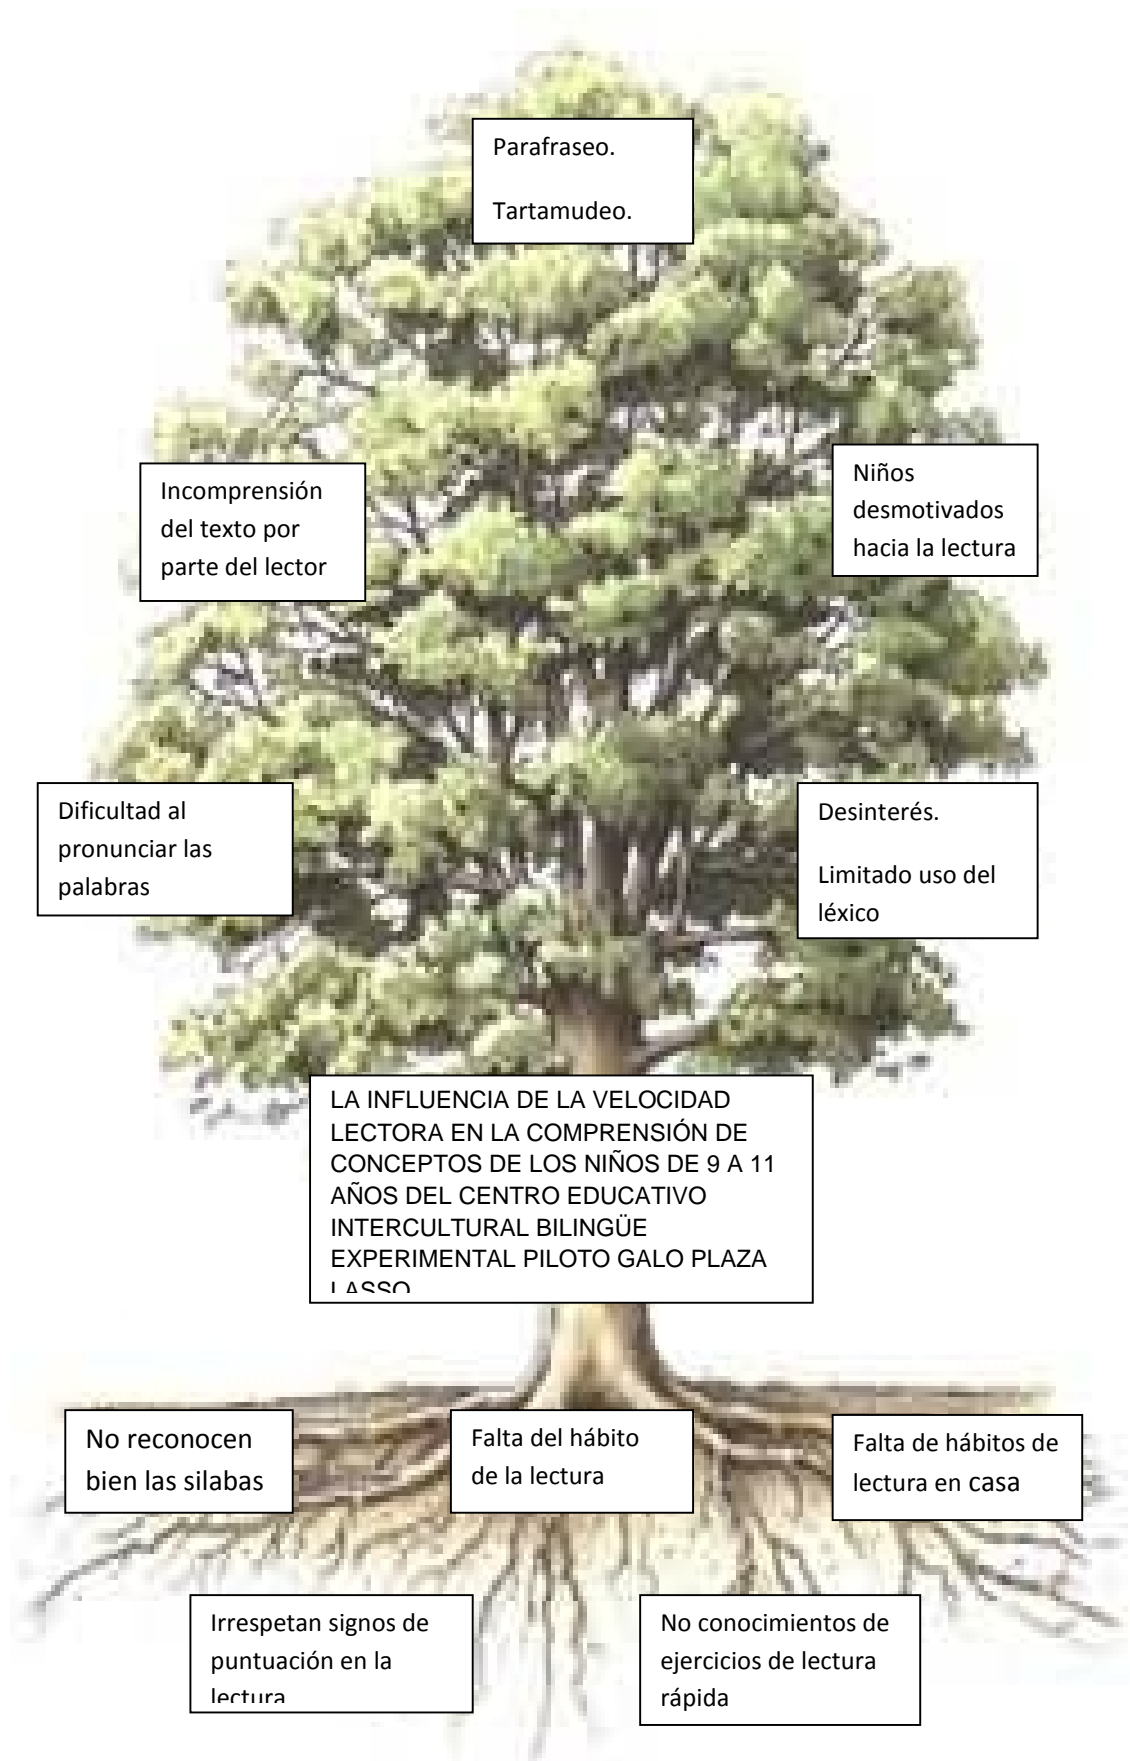 Parafraseo.
Tartamudeo.
Incomprensión
del texto por
parte del lector
Niños
desmotivados
hacia la lectura
Dificultad al
pronunciar las
palabras
Desinterés.
Limitado uso del
léxico
LA INFLUENCIA DE LA VELOCIDAD
LECTORA EN LA COMPRENSIÓN DE
CONCEPTOS DE LOS NIÑOS DE 9 A 11
AÑOS DEL CENTRO EDUCATIVO
INTERCULTURAL BILINGÜE
EXPERIMENTAL PILOTO GALO PLAZA
LASSO
No reconocen
bien las silabas
Falta del hábito
de la lectura
Falta de hábitos de
lectura en casa
Irrespetan signos de
puntuación en la
lectura
No conocimientos de
ejercicios de lectura
rápida